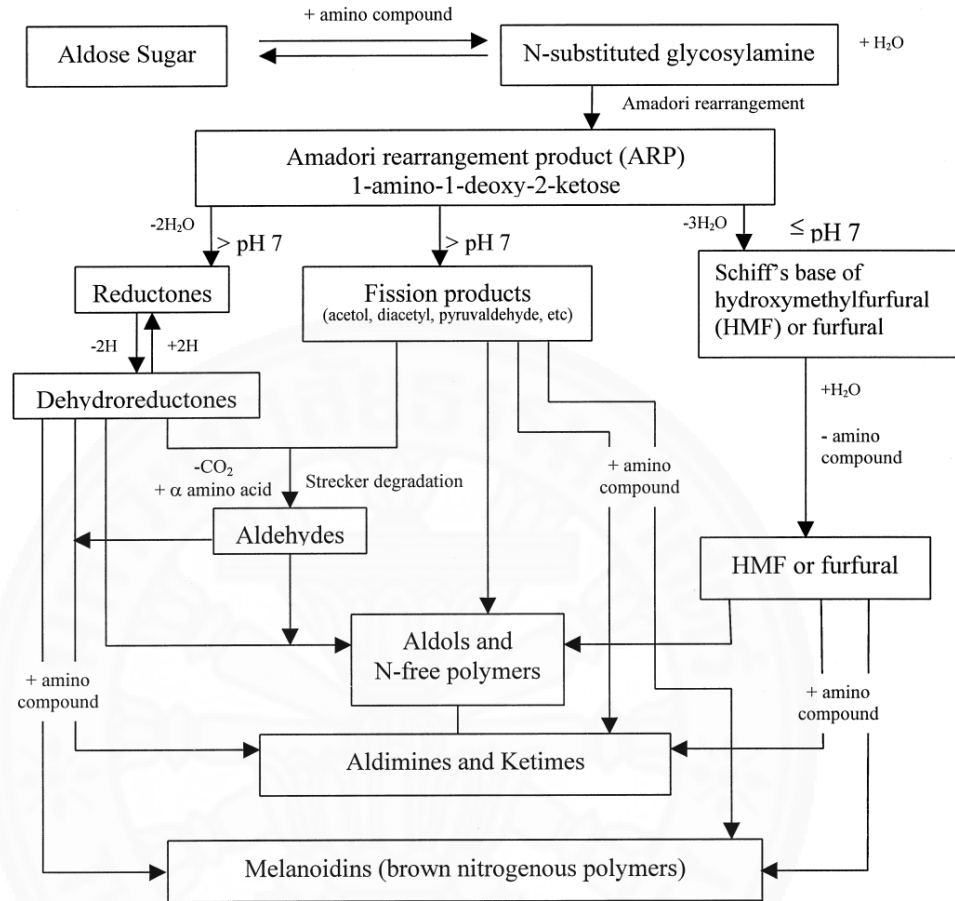 + amino compound
Aldose Sugar
N-substituted glycosylamine
+ H₂O
Amadori rearrangement
Amadori rearrangement product (ARP)
1-amino-1-deoxy-2-ketose
-2H₂O
> pH 7
> pH 7
-3H₂O
≤ pH 7
Reductones
Fission products
(acetol, diacetyl, pyruvaldehyde, etc)
Schiff's base of
hydroxymethylfurfural
(HMF) or furfural
-2H
+2H
Dehydroreductones
+H₂O
- amino
compound
-CO₂
+ α amino acid
Strecker degradation
+ amino
compound
Aldehydes
HMF or furfural
Aldols and
N-free polymers
+ amino
compound
+ amino
compound
Aldimines and Ketimes
Melanoidins (brown nitrogenous polymers)